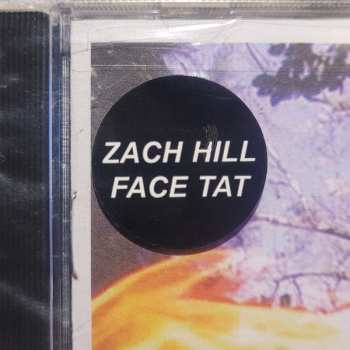 ZACH HILL
FACE TAT